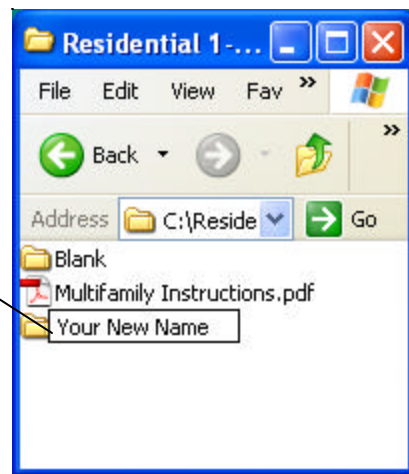 Residential 1-...
File Edit View Fav »
Back »
Address C:\Reside Go
Blank
Multifamily Instructions.pdf
Your New Name